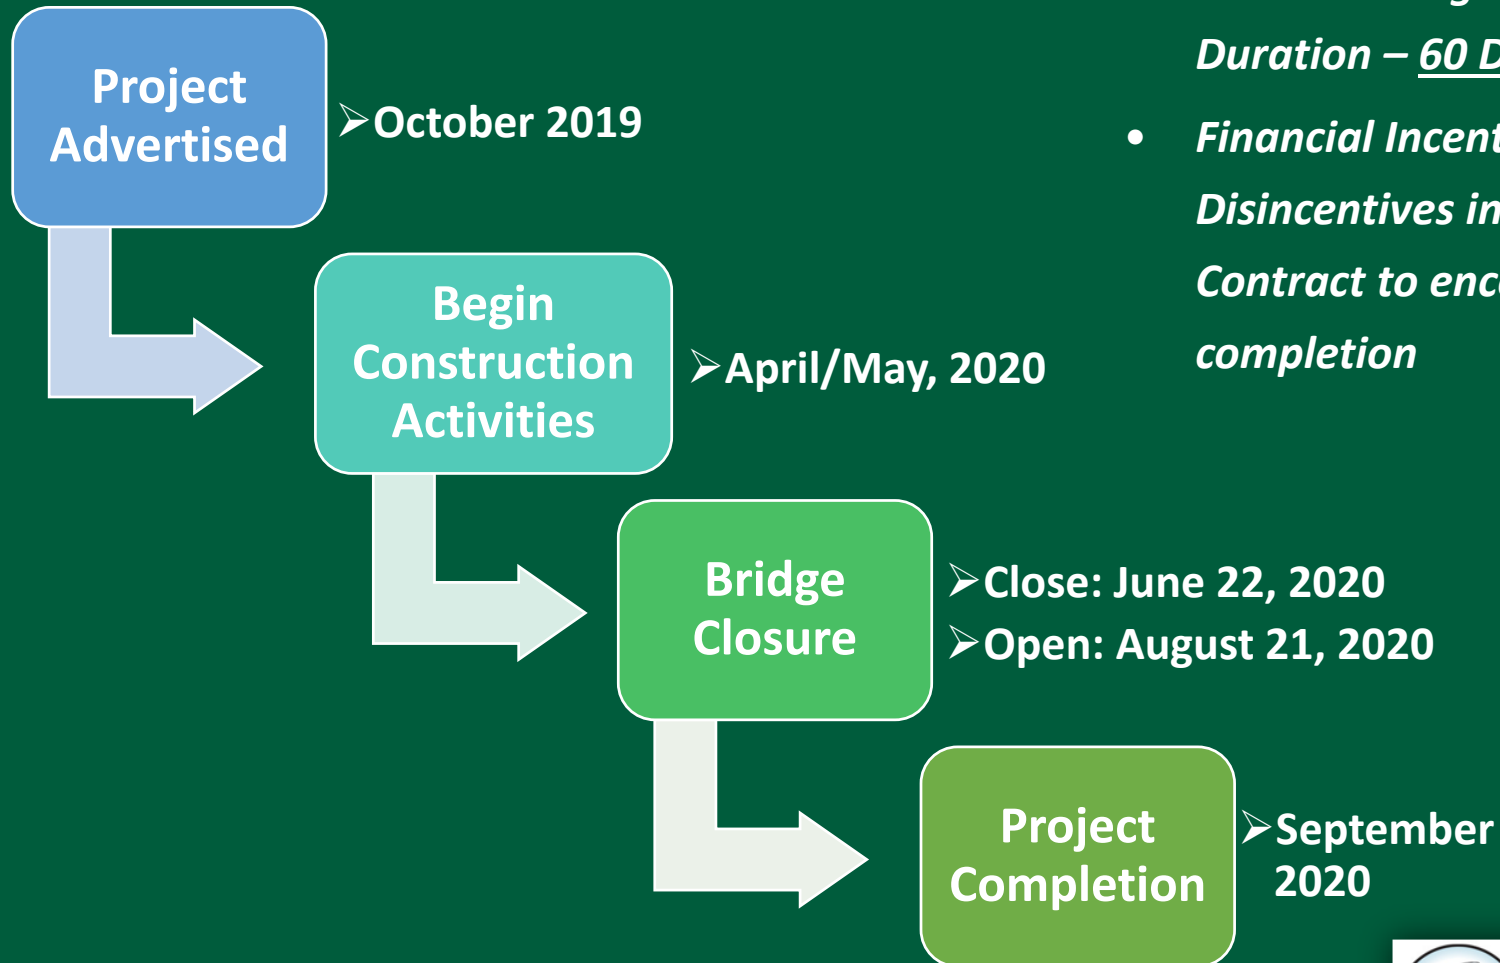 Project
Advertised
➢October 2019
Begin
Construction
Activities
➢April/May, 2020
Bridge
Closure
➢Close: June 22, 2020
➢Open: August 21, 2020
Project
Completion
➢September
2020
Duration – 60
• Financial
Disincentives
Contract to
completion